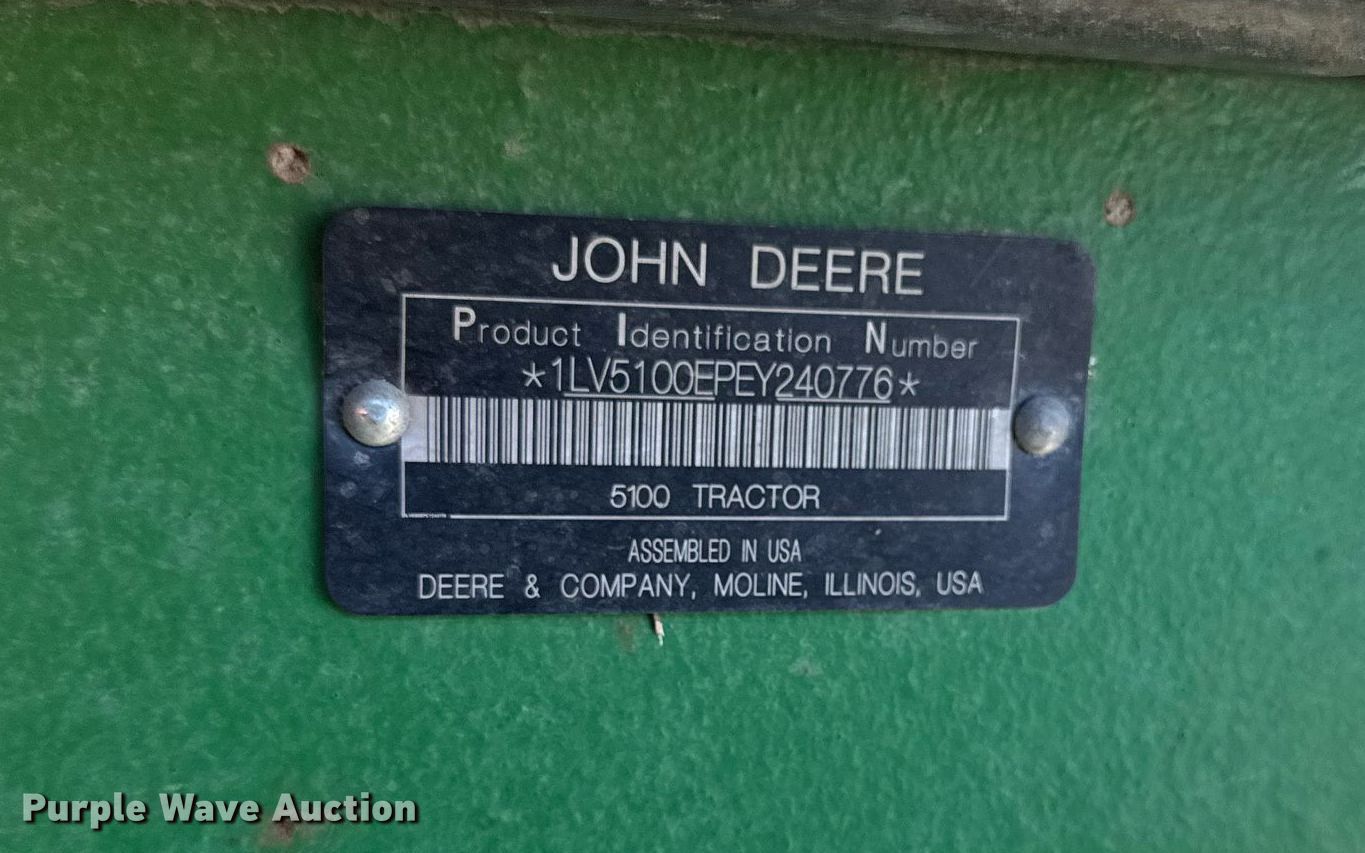 JOHN DEERE
Product Identification Number
*1LV5100EPEY240776*
5100 TRACTOR
ASSEMBLED IN USA
DEERE & COMPANY, MOLINE, ILLINOIS, USA
Purple Wave Auction